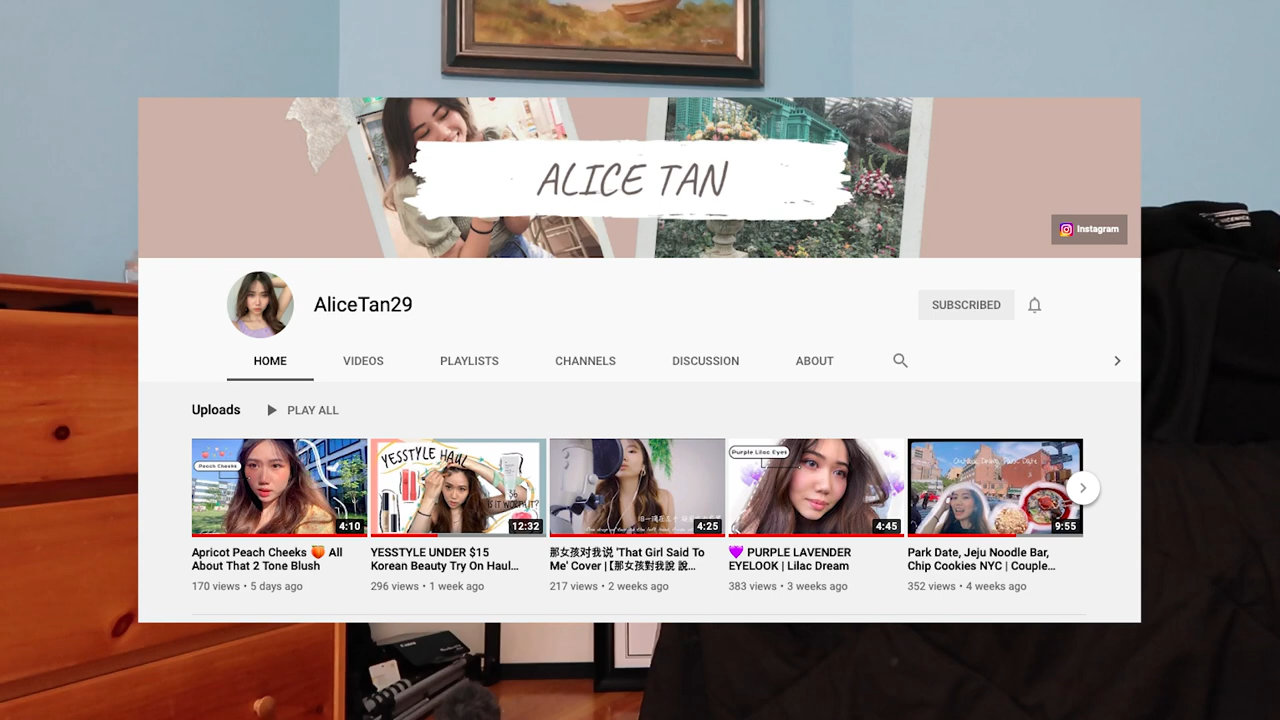 ALICE TAN
Instagram
AliceTan29
SUBSCRIBED
HOME VIDEOS PLAYLISTS CHANNELS DISCUSSION ABOUT
Uploads PLAY ALL
Peach Cheeks
4:10
YESSTYLE HAUL
$6
IS IT WORTH IT?
12:32
4:25
Purple Lilac Eyes
4:45
9:55
Apricot Peach Cheeks 🍑 All
About That 2 Tone Blush
170 views • 5 days ago
YESSTYLE UNDER $15
Korean Beauty Try On Haul...
296 views • 1 week ago
那女孩对我说 'That Girl Said To
Me' Cover |【那女孩對我說 說...
217 views • 2 weeks ago
💜 PURPLE LAVENDER
EYELOOK | Lilac Dream
383 views • 3 weeks ago
Park Date, Jeju Noodle Bar,
Chip Cookies NYC | Couple...
352 views • 4 weeks ago